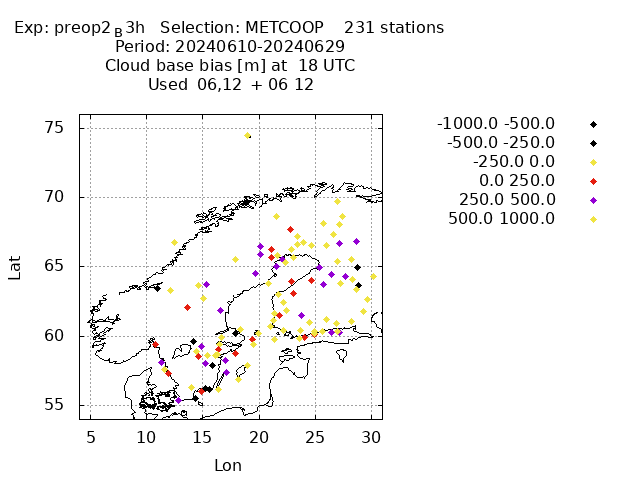 Exp: preop2_B3h   Selection: METCOOP    231 stations
Period: 20240610-20240629
Cloud base bias [m] at  18 UTC
Used  06,12  + 06 12
-1000.0 -500.0
-500.0 -250.0
-250.0 0.0
0.0 250.0
250.0 500.0
500.0 1000.0
75
70
65
60
55
Lat
5 10 15 20 25 30
Lon